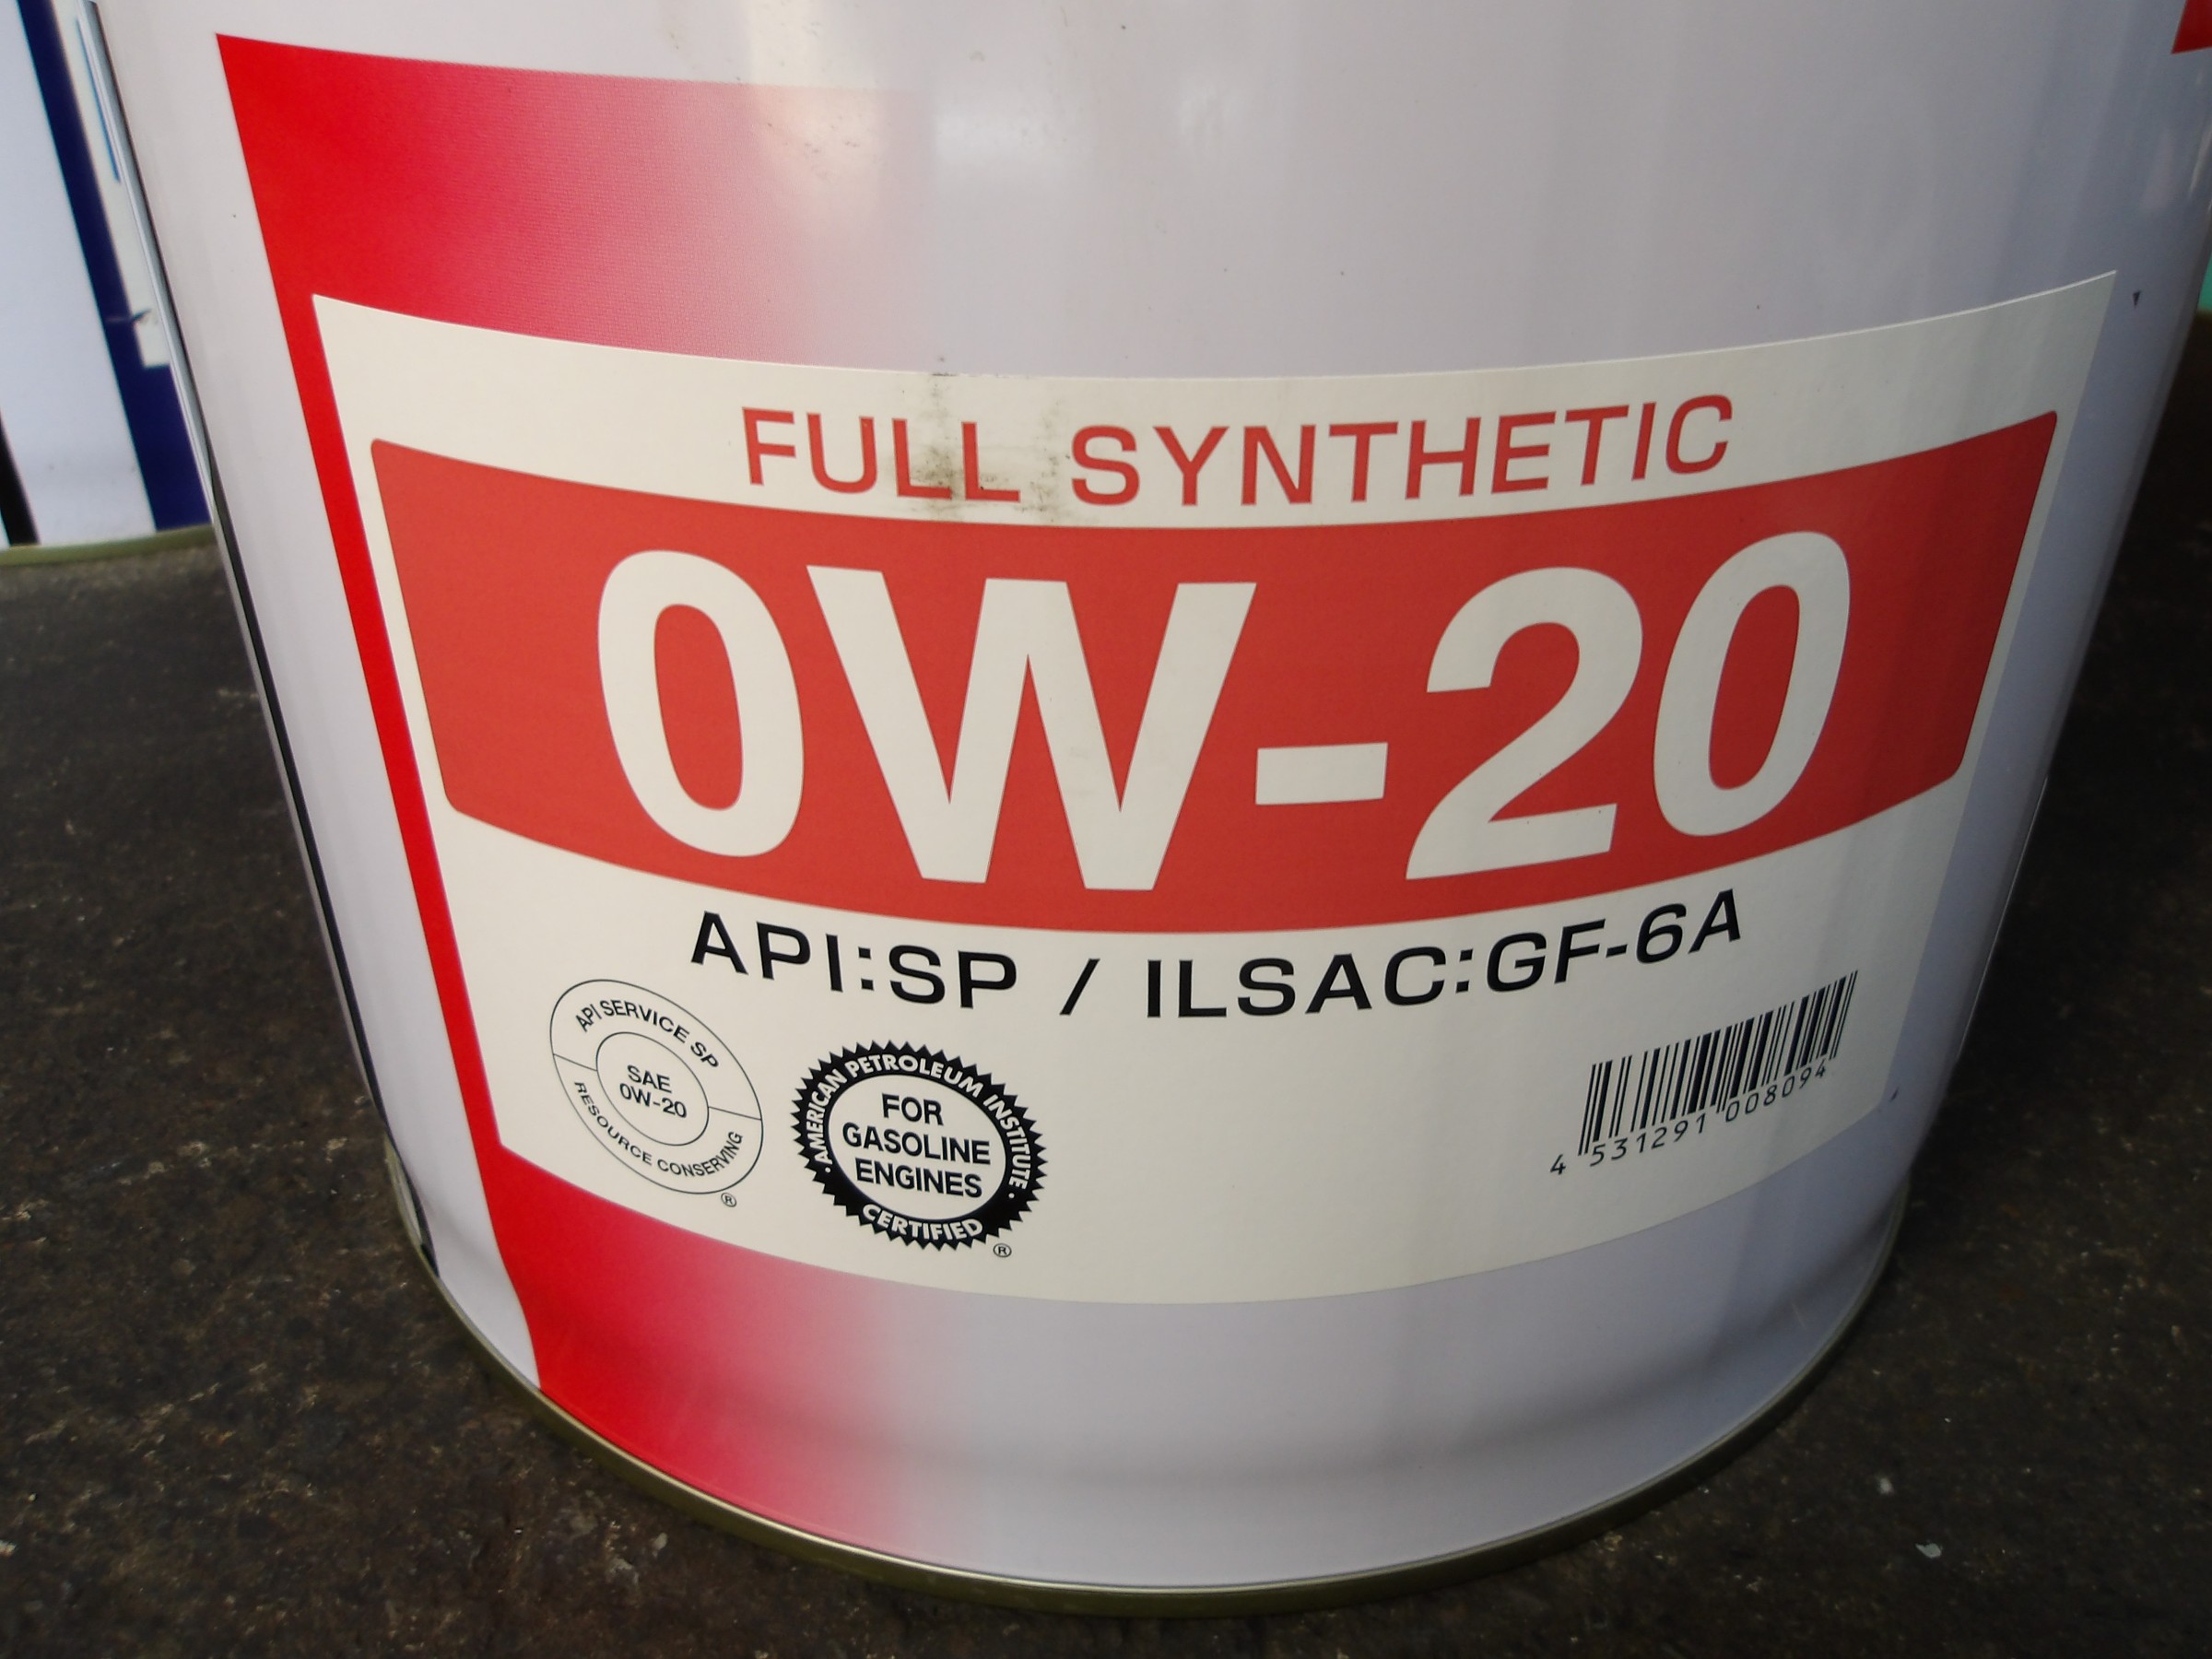 FULL SYNTHETIC
0W-20
API:SP / ILSAC:GF-6A
API SERVICE SP
SAE
0W-20
RESOURCE CONSERVING
®
AMERICAN PETROLEUM INSTITUTE
FOR
GASOLINE
ENGINES
CERTIFIED
®
4 531291 008094